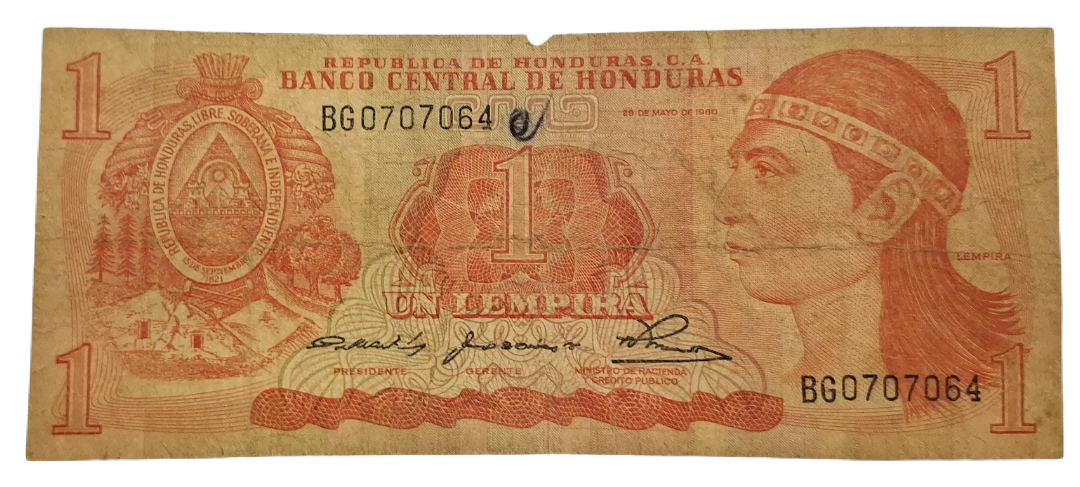 1
REPUBLICA DE HONDURAS. C.A.
1
BANCO CENTRAL DE HONDURAS
BG0707064
29 DE MAYO DE 1980
REPUBLICA DE HONDURAS, LIBRE, SOBERANA E INDEPENDIENTE
15 DE SEPTIEMBRE
1821
1
LEMPIRA
UN LEMPIRA
PRESIDENTE
GERENTE
MINISTRO DE HACIENDA
Y CREDITO PUBLICO
BG0707064
1
1